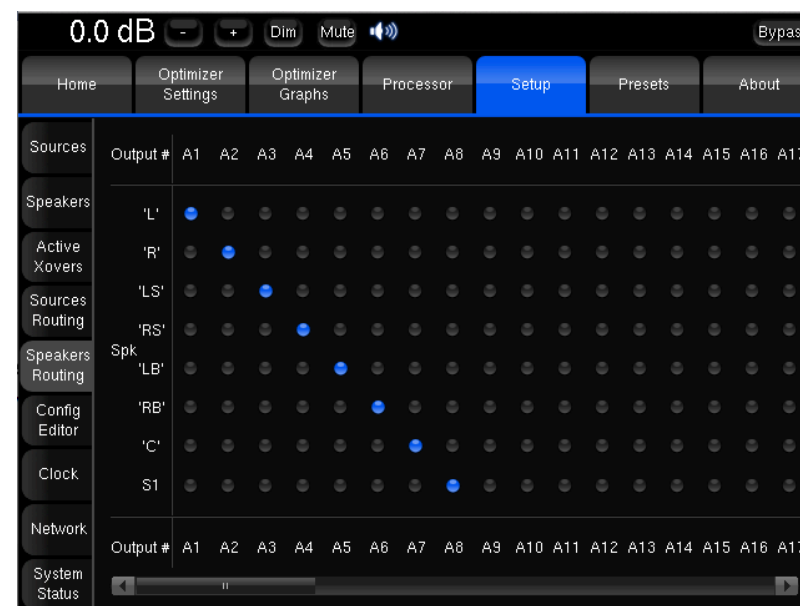 0.0 dB - + Dim Mute Bypas
Home Optimizer Settings Optimizer Graphs Processor Setup Presets About
Sources
Speakers
Active
Xovers
Sources
Routing
Speakers
Routing
Config
Editor
Clock
Network
System
Status
Output # A1 A2 A3 A4 A5 A6 A7 A8 A9 A10 A11 A12 A13 A14 A15 A16 A17
Spk
'L'
'R'
'LS'
'RS'
'LB'
'RB'
'C'
S1
Output # A1 A2 A3 A4 A5 A6 A7 A8 A9 A10 A11 A12 A13 A14 A15 A16 A17